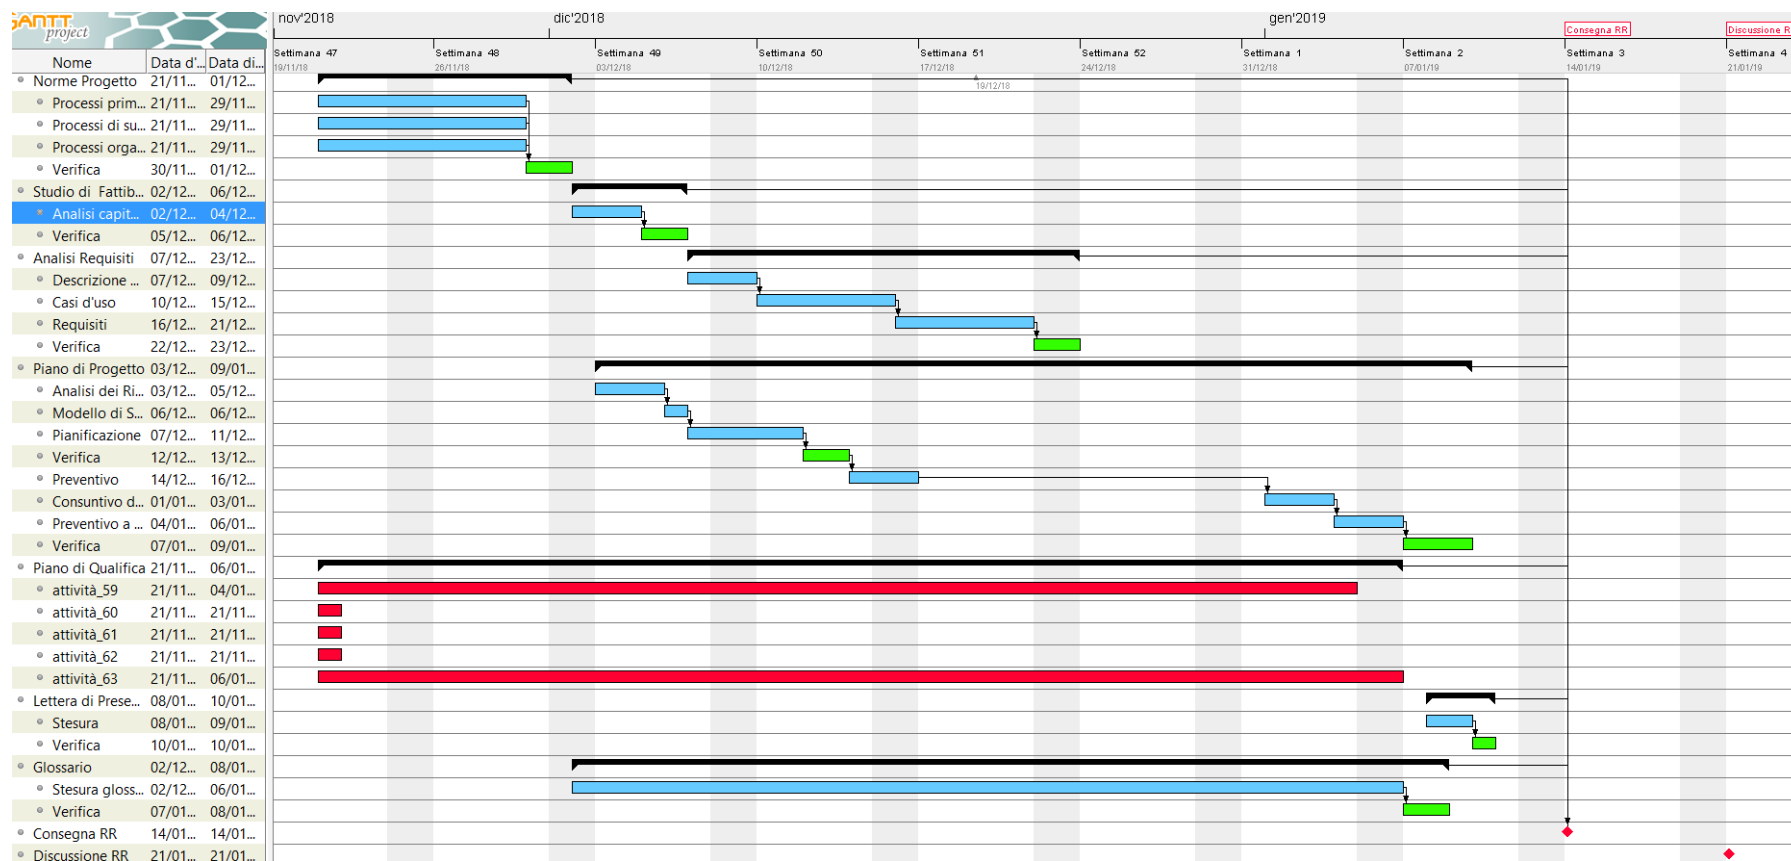 GANTT
project
nov'2018 dic'2018 gen'2019
Consegna RR Discussione R
Settimana 47 Settimana 48 Settimana 49 Settimana 50 Settimana 51 Settimana 52 Settimana 1 Settimana 2 Settimana 3 Settimana 4
19/11/18 26/11/18 03/12/18 10/12/18 17/12/18 24/12/18 31/12/18 07/01/19 14/01/19 21/01/19
19/12/18
Nome Data d'... Data di...
Norme Progetto 21/11... 01/12...
Processi prim... 21/11... 29/11...
Processi di su... 21/11... 29/11...
Processi orga... 21/11... 29/11...
Verifica 30/11... 01/12...
Studio di Fattib... 02/12... 06/12...
Analisi capit... 02/12... 04/12...
Verifica 05/12... 06/12...
Analisi Requisiti 07/12... 23/12...
Descrizione ... 07/12... 09/12...
Casi d'uso 10/12... 15/12...
Requisiti 16/12... 21/12...
Verifica 22/12... 23/12...
Piano di Progetto 03/12... 09/01...
Analisi dei Ri... 03/12... 05/12...
Modello di S... 06/12... 06/12...
Pianificazione 07/12... 11/12...
Verifica 12/12... 13/12...
Preventivo 14/12... 16/12...
Consuntivo d... 01/01... 03/01...
Preventivo a ... 04/01... 06/01...
Verifica 07/01... 09/01...
Piano di Qualifica 21/11... 06/01...
attività_59 21/11... 04/01...
attività_60 21/11... 21/11...
attività_61 21/11... 21/11...
attività_62 21/11... 21/11...
attività_63 21/11... 06/01...
Lettera di Prese... 08/01... 10/01...
Stesura 08/01... 09/01...
Verifica 10/01... 10/01...
Glossario 02/12... 08/01...
Stesura gloss... 02/12... 06/01...
Verifica 07/01... 08/01...
Consegna RR 14/01... 14/01...
Discussione RR 21/01... 21/01...